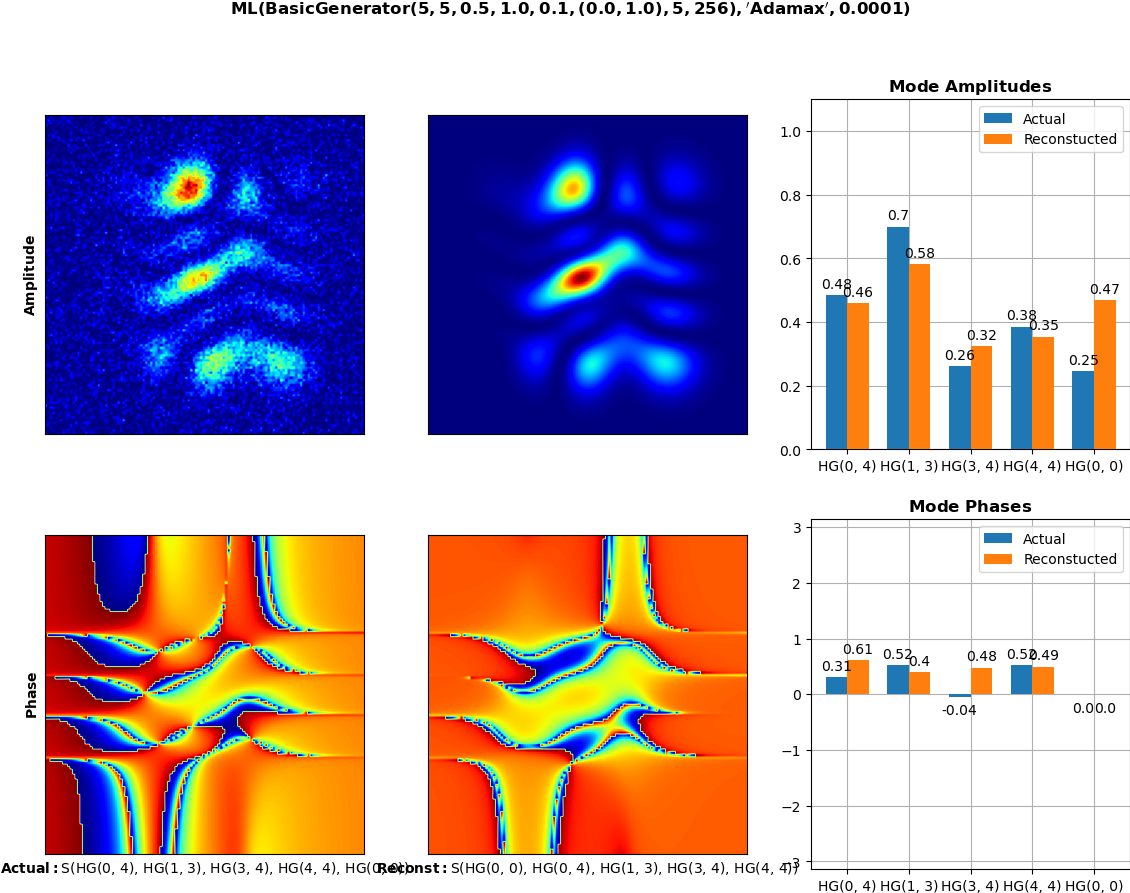 ML(BasicGenerator(5, 5, 0.5, 1.0, 0.1, (0.0, 1.0), 5, 256), 'Adamax', 0.0001)
Mode Amplitudes
Actual
Reconstucted
1.0
0.8
0.6
0.4
0.2
0.0
0.48
0.46
0.7
0.58
0.26
0.32
0.38
0.35
0.25
0.47
HG(0, 4) HG(1, 3) HG(3, 4) HG(4, 4) HG(0, 0)
Amplitude
Mode Phases
Actual
Reconstucted
3
2
1
0
−1
−2
−3
0.31
0.61
0.52
0.4
-0.04
0.48
0.52
0.49
0.0
0.0
HG(0, 4) HG(1, 3) HG(3, 4) HG(4, 4) HG(0, 0)
Phase
Actual: S(HG(0, 4), HG(1, 3), HG(3, 4), HG(4, 4), HG(0, 0))
Reconst: S(HG(0, 0), HG(0, 4), HG(1, 3), HG(3, 4), HG(4, 4))